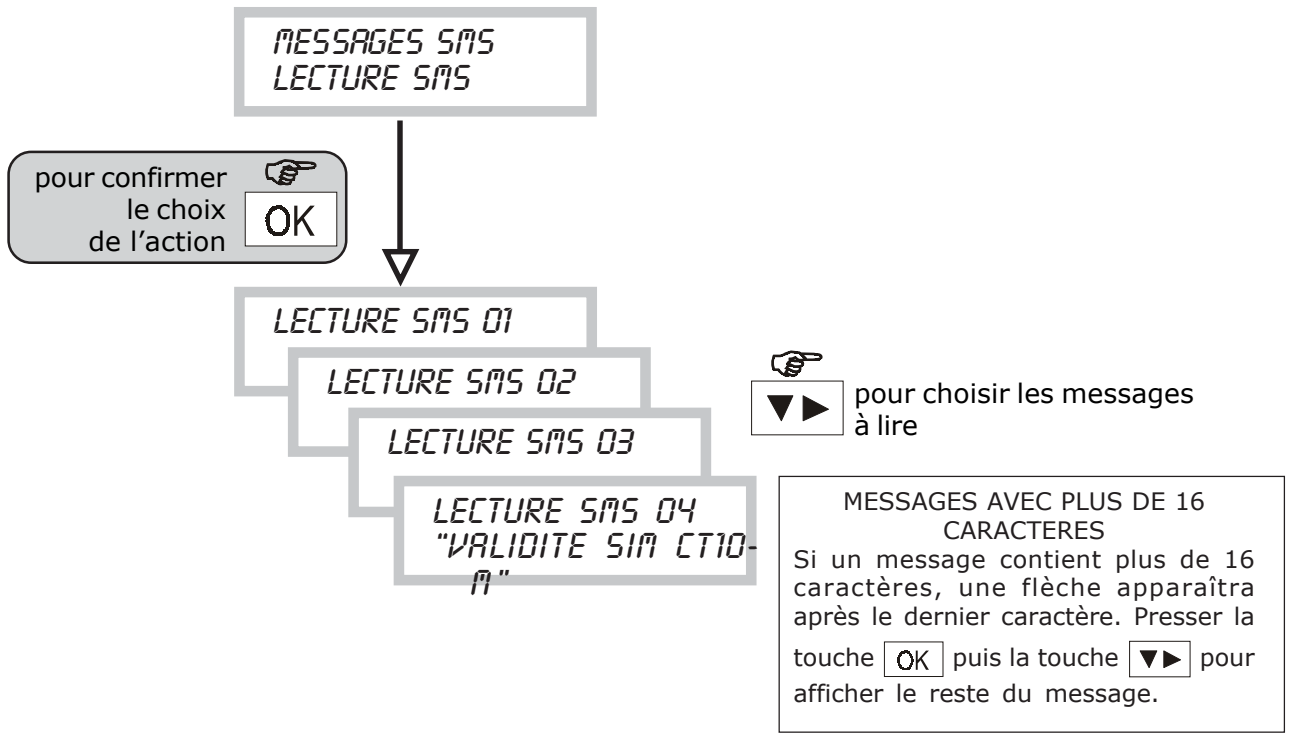 MESSAGES SMS
LECTURE SMS
pour confirmer
le choix
de l’action
OK
LECTURE SMS 01
LECTURE SMS 02
LECTURE SMS 03
LECTURE SMS 04
"VALIDITE SIM CT10-
M"
▼► pour choisir les messages
à lire
MESSAGES AVEC PLUS DE 16
CARACTERES
Si un message contient plus de 16
caractères, une flèche apparaîtra
après le dernier caractère. Presser la
touche OK puis la touche ▼► pour
afficher le reste du message.